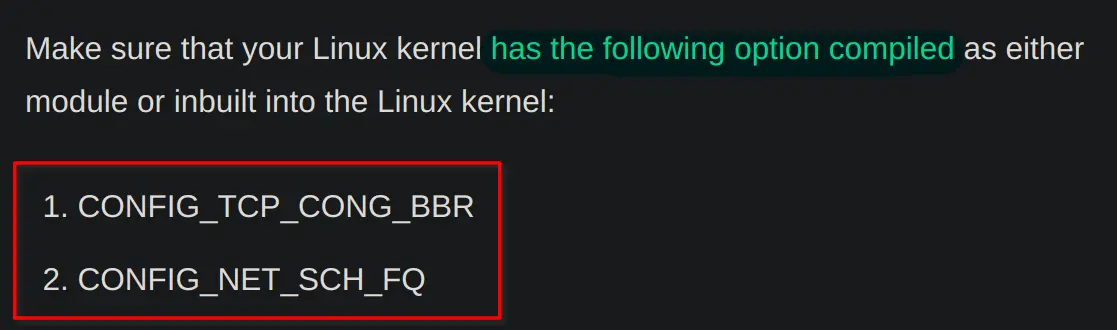 Make sure that your Linux kernel has the following option compiled as either
module or inbuilt into the Linux kernel:
1. CONFIG_TCP_CONG_BBR
2. CONFIG_NET_SCH_FQ